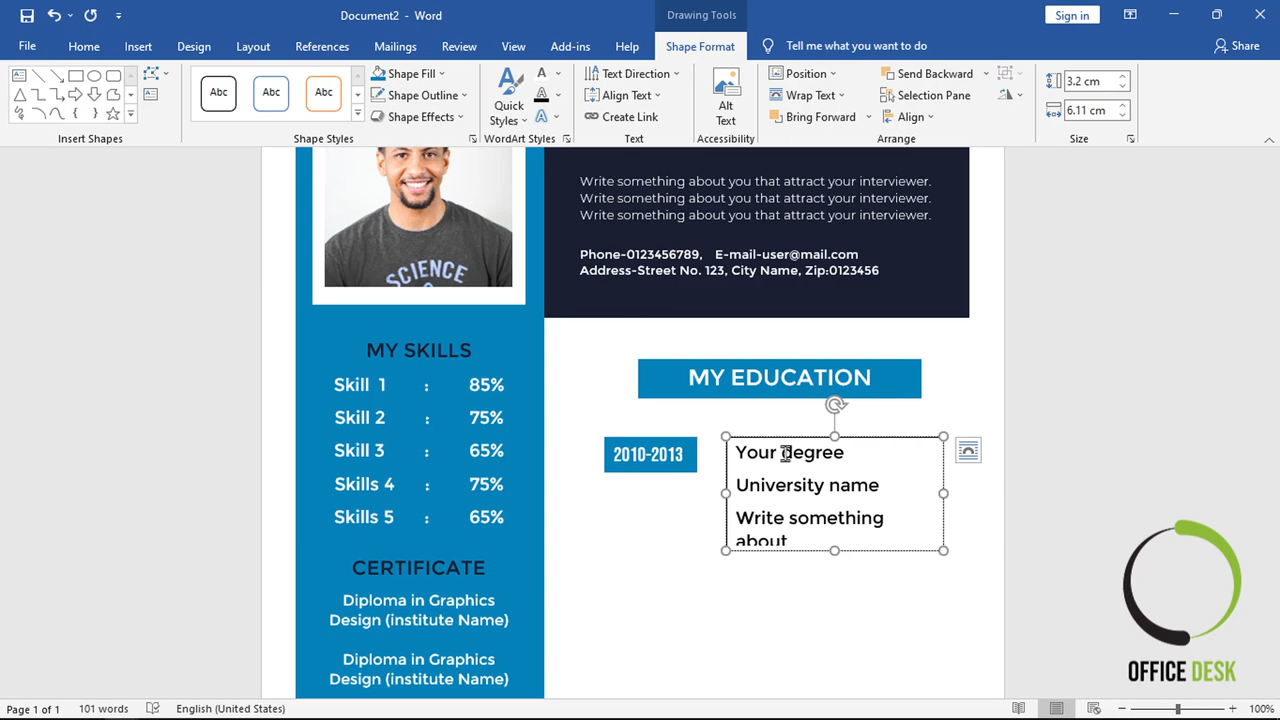 Document2 - Word
Drawing Tools
Sign in
File Home Insert Design Layout References Mailings Review View Add-ins Help Shape Format Tell me what you want to do Share
Abc Abc Abc
Shape Fill
Shape Outline
Shape Effects
Quick Styles
A
A
A
Text Direction
Align Text
Create Link
Alt Text
Position
Wrap Text
Bring Forward
Send Backward
Selection Pane
Align
3.2 cm
6.11 cm
Insert Shapes Shape Styles WordArt Styles Text Accessibility Arrange Size
SCIENCE
Write something about you that attract your interviewer.
Write something about you that attract your interviewer.
Write something about you that attract your interviewer.
Phone-0123456789, E-mail-user@mail.com
Address-Street No. 123, City Name, Zip:0123456
MY SKILLS
Skill 1 : 85%
Skill 2 : 75%
Skill 3 : 65%
Skills 4 : 75%
Skills 5 : 65%
CERTIFICATE
Diploma in Graphics
Design (institute Name)
Diploma in Graphics
Design (institute Name)
MY EDUCATION
2010-2013
Your degree
University name
Write something
about
OFFICE DESK
Page 1 of 1 101 words English (United States) 100%